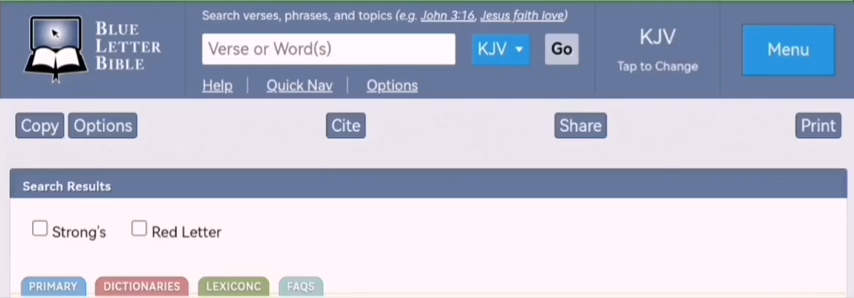 Search verses, phrases, and topics (e.g. John 3:16, Jesus faith love)
BLUE
LETTER
BIBLE
Verse or Word(s)
KJV
Go
KJV
Tap to Change
Menu
Help
Quick Nav
Options
Copy
Options
Cite
Share
Print
Search Results
Strong's
Red Letter
PRIMARY
DICTIONARIES
LEXICONC
FAQS